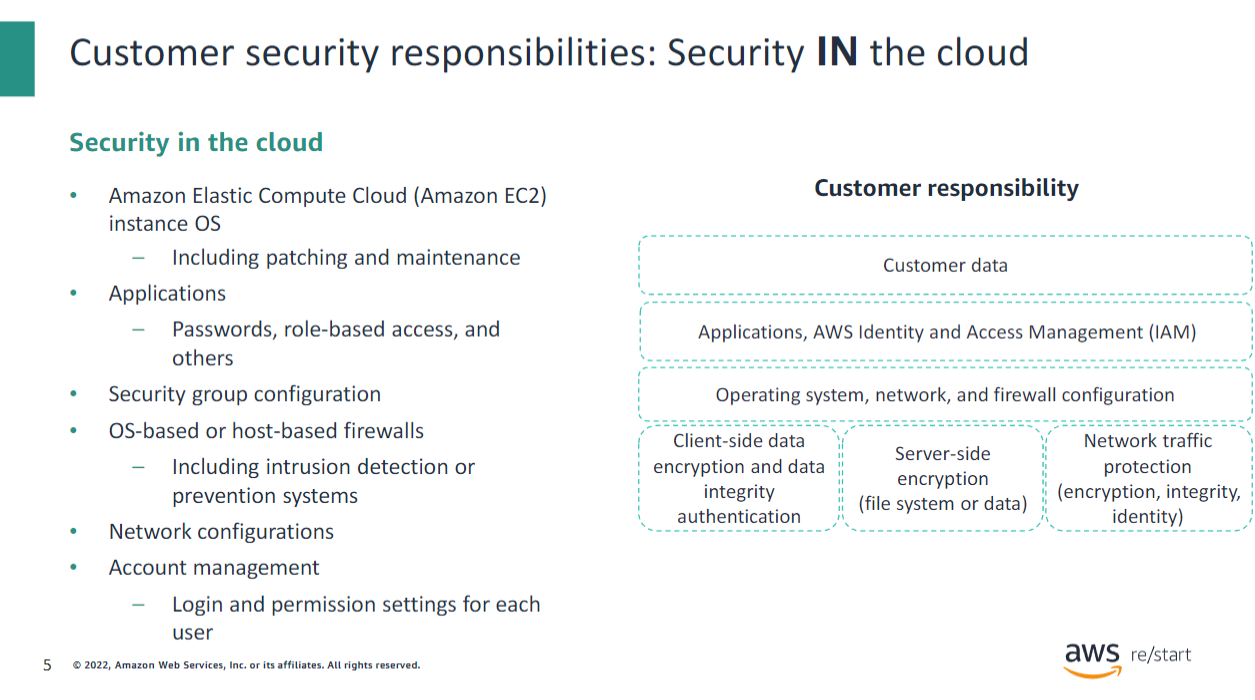 Customer security responsibilities: Security IN the cloud
Security in the cloud
• Amazon Elastic Compute Cloud (Amazon EC2)
instance OS
– Including patching and maintenance
• Applications
– Passwords, role-based access, and
others
• Security group configuration
• OS-based or host-based firewalls
– Including intrusion detection or
prevention systems
• Network configurations
• Account management
– Login and permission settings for each
user
Customer responsibility
Customer data
Applications, AWS Identity and Access Management (IAM)
Operating system, network, and firewall configuration
Client-side data
encryption and data
integrity
authentication
Server-side
encryption
(file system or data)
Network traffic
protection
(encryption, integrity,
identity)
5 © 2022, Amazon Web Services, Inc. or its affiliates. All rights reserved.
aws re/start